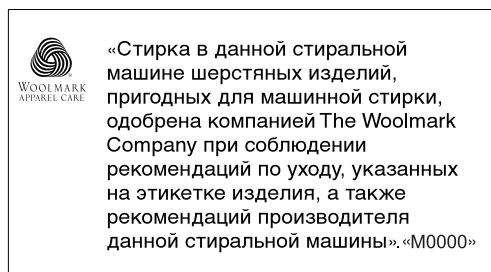 WOOLMARK
APPAREL CARE
«Стирка в данной стиральной
машине шерстяных изделий,
пригодных для машинной стирки,
одобрена компанией The Woolmark
Company при соблюдении
рекомендаций по уходу, указанных
на этикетке изделия, а также
рекомендаций производителя
данной стиральной машины».«M0000»